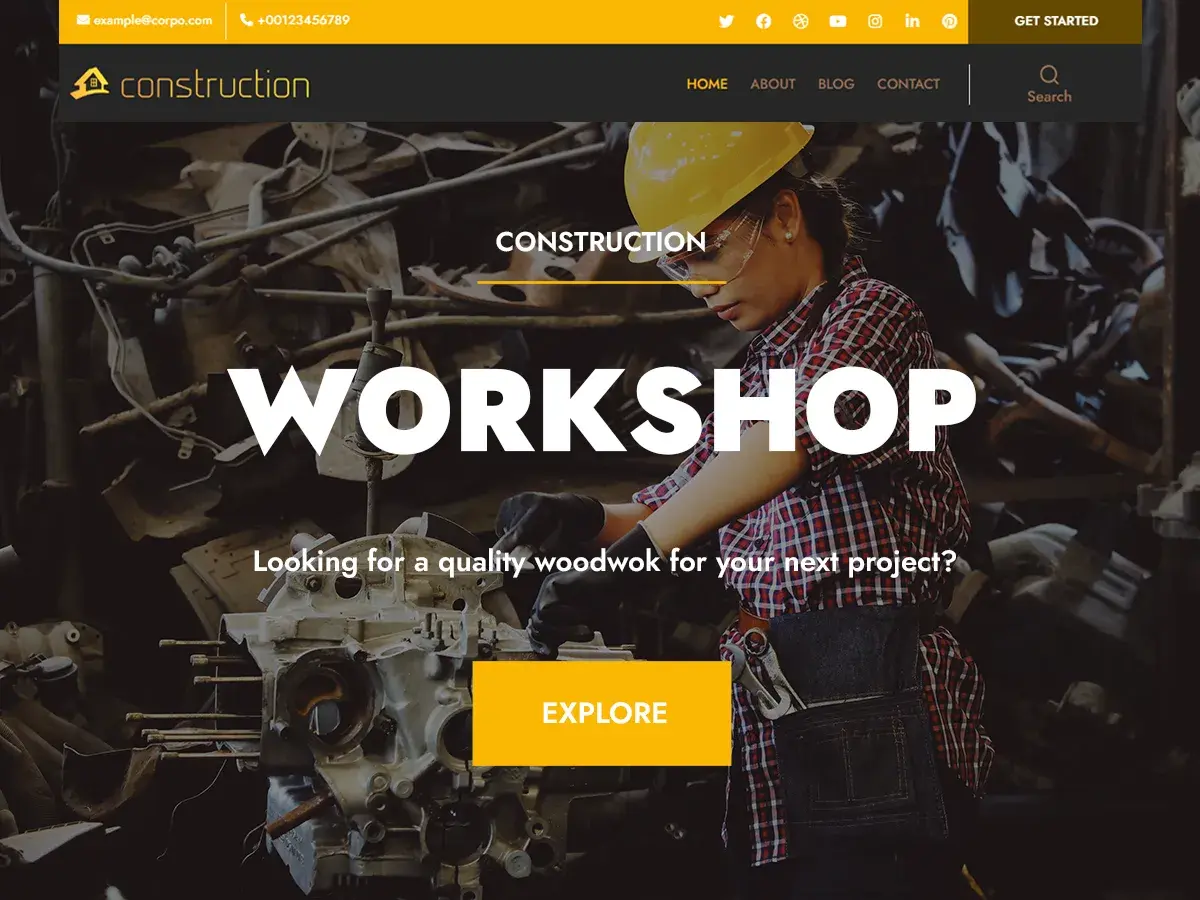 example@corpo.com +00123456789 GET STARTED
construction HOME ABOUT BLOG CONTACT Search
CONSTRUCTION
WORKSHOP
Looking for a quality woodwok for your next project?
EXPLORE